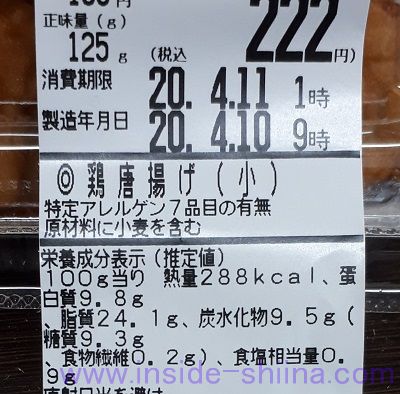 正味量(g)
125g (税込 222円)
消費期限 20. 4.11 1時
製造年月日 20. 4.10 9時
◎鶏唐揚げ(小)
特定アレルゲン7品目の有無
原材料に小麦を含む
栄養成分表示(推定値)
100g当り 熱量288kcal、蛋
白質9.8g
、脂質24.1g、炭水化物9.5g(
糖質9.3g
、食物繊維0.2g)、食塩相当量0.
9g
www.inside-shiina.com